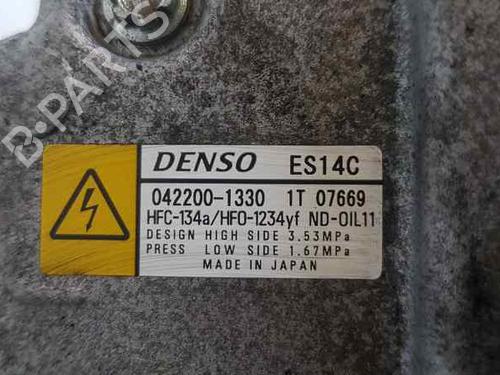 B-PARTS
DENSO ES14C
042200-1330 1T 07669
HFC-134a/HFO-1234yf ND-OIL11
DESIGN HIGH SIDE 3.53MPa
PRESS LOW SIDE 1.67MPa
MADE IN JAPAN